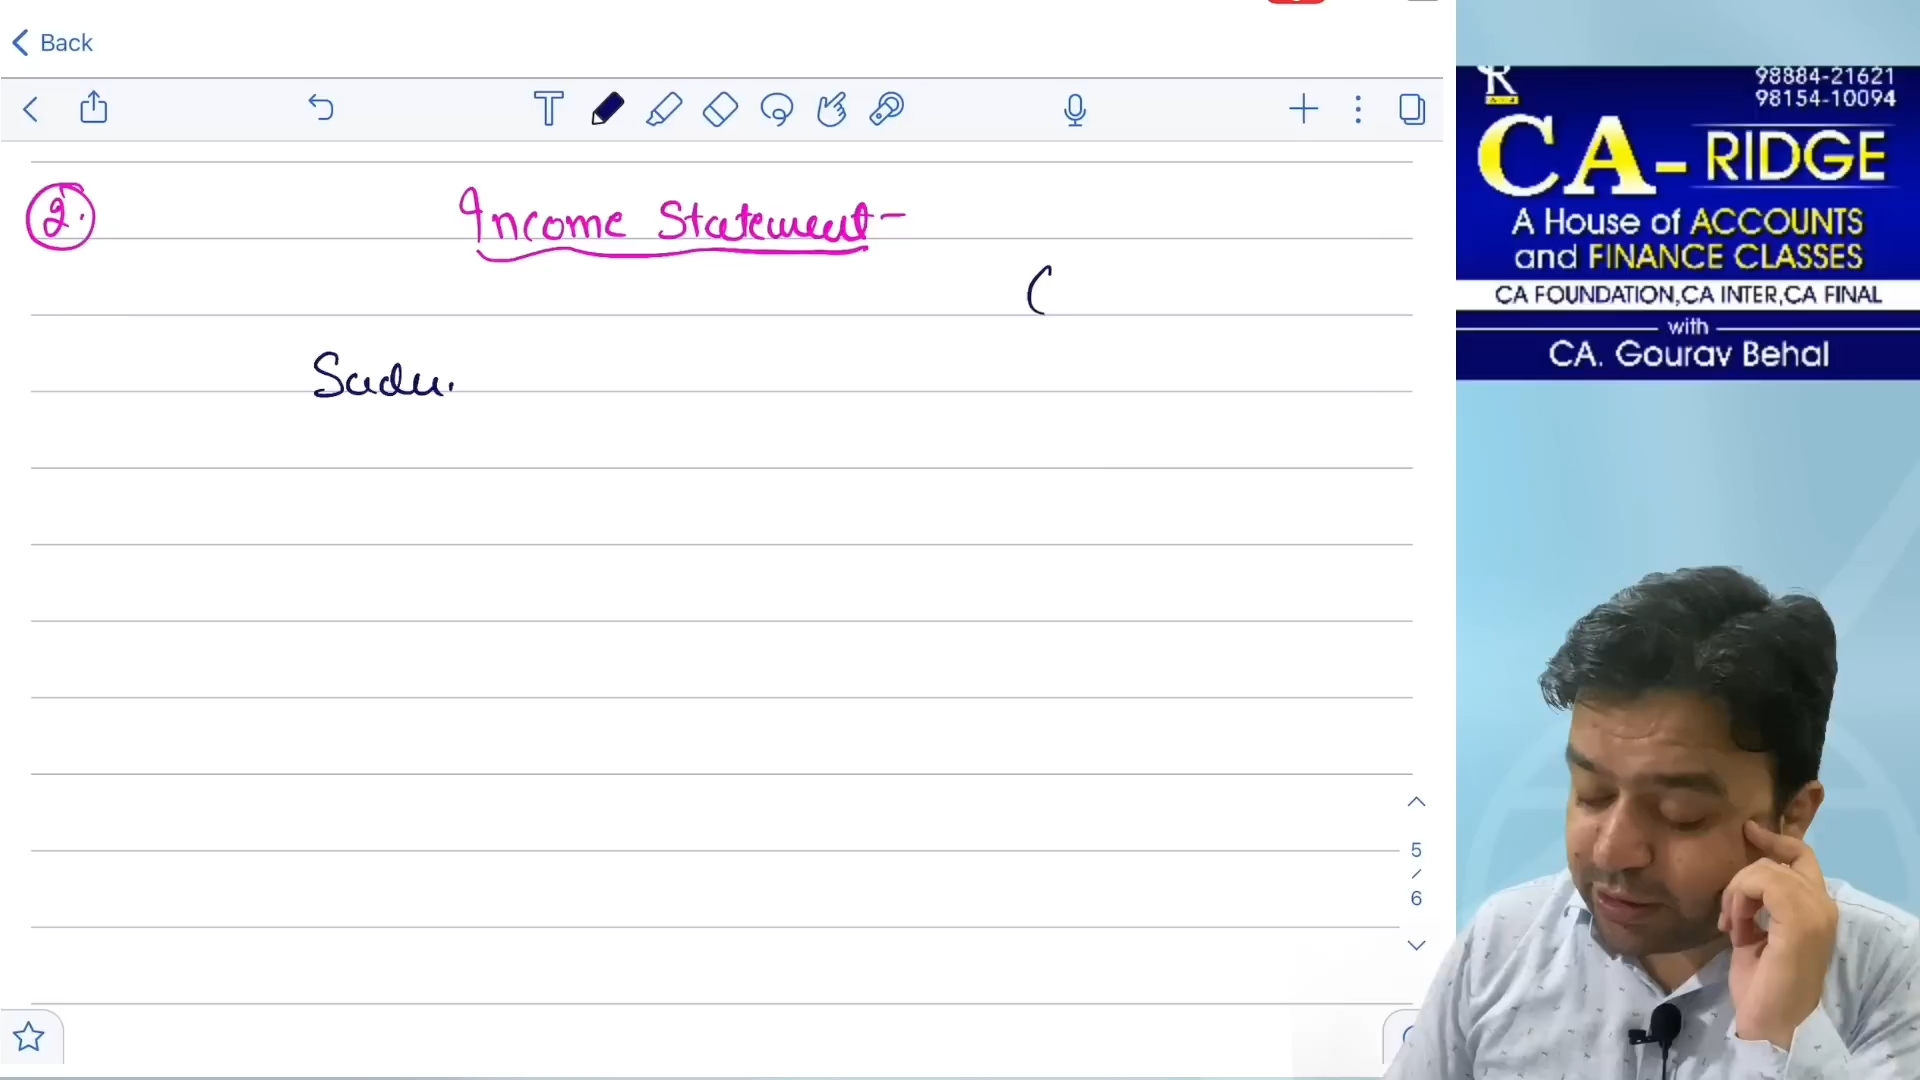 Back
2.
Income Statement-
(
Sadu.
5
/
6
R
98884-21621
98154-10094
CA-RIDGE
A House of ACCOUNTS
and FINANCE CLASSES
CA FOUNDATION,CA INTER,CA FINAL
with
CA. Gourav Behal